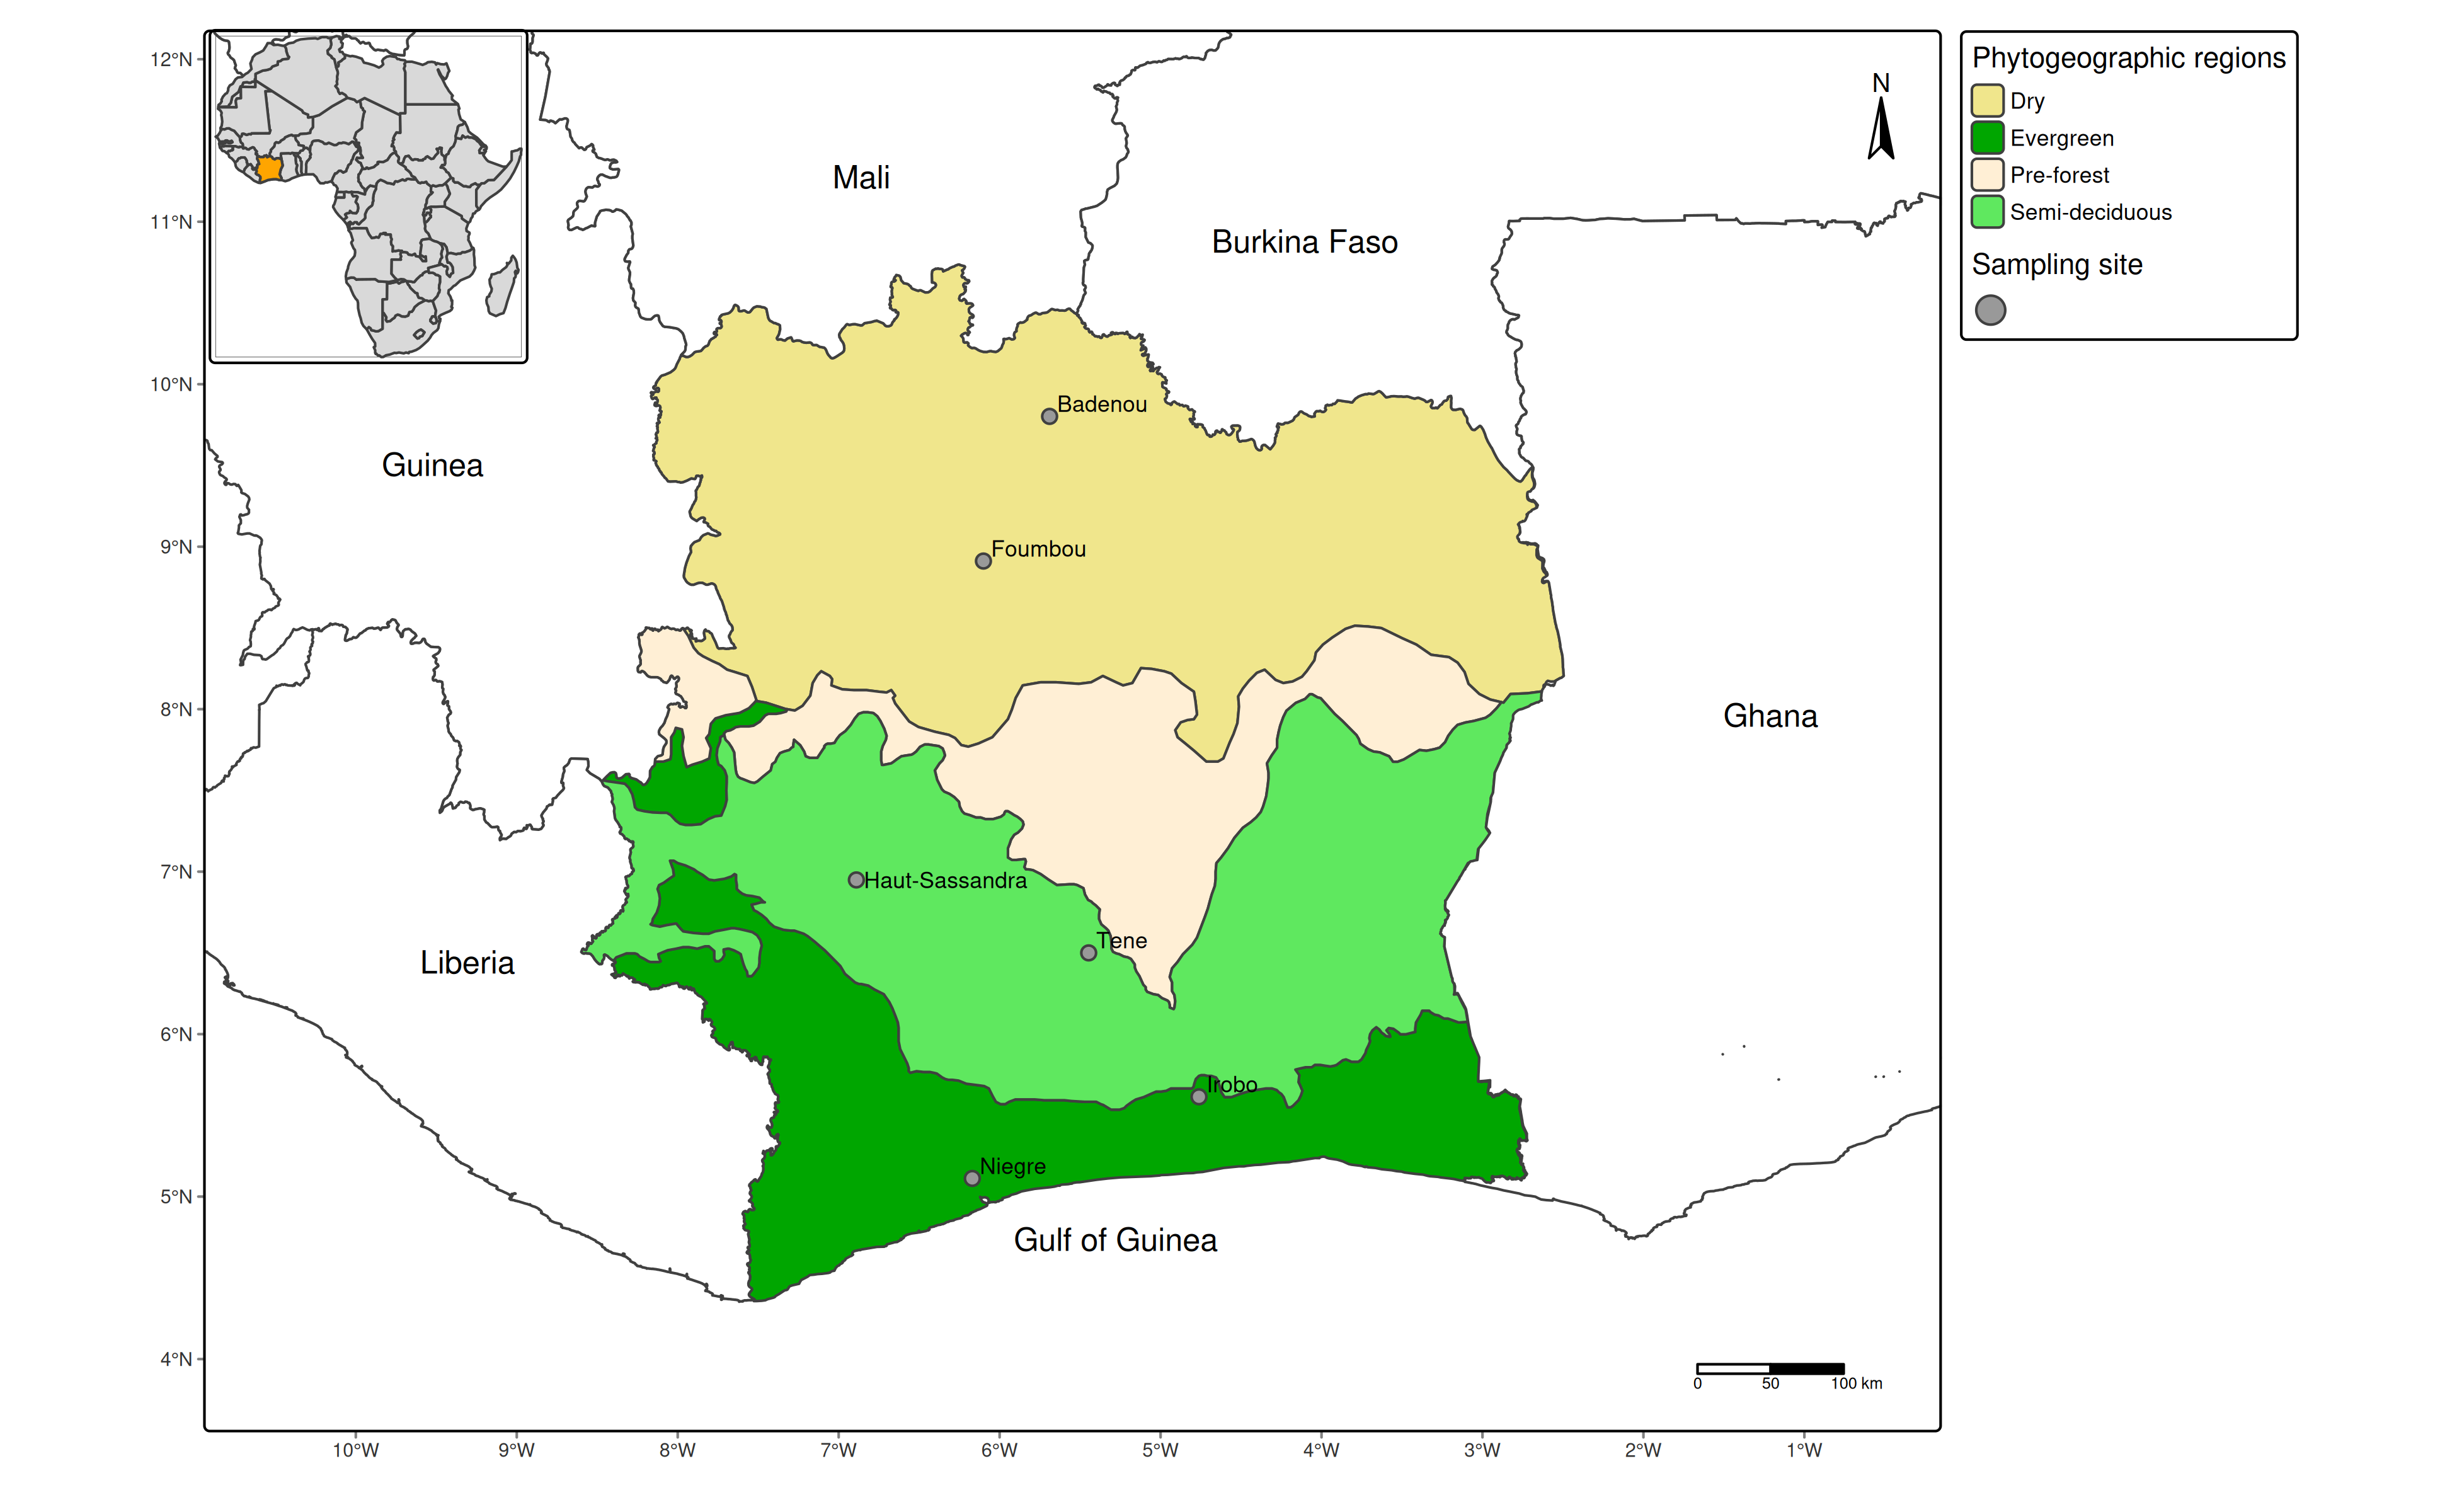 12°N
11°N
10°N
9°N
8°N
7°N
6°N
5°N
4°N
10°W
9°W
8°W
7°W
6°W
5°W
4°W
3°W
2°W
1°W
Mali
Burkina Faso
Guinea
Ghana
Liberia
Gulf of Guinea
Badenou
Foumbou
Haut-Sassandra
Tene
Irobo
Niegre
N
0 50 100 km
Phytogeographic regions
Dry
Evergreen
Pre-forest
Semi-deciduous
Sampling site